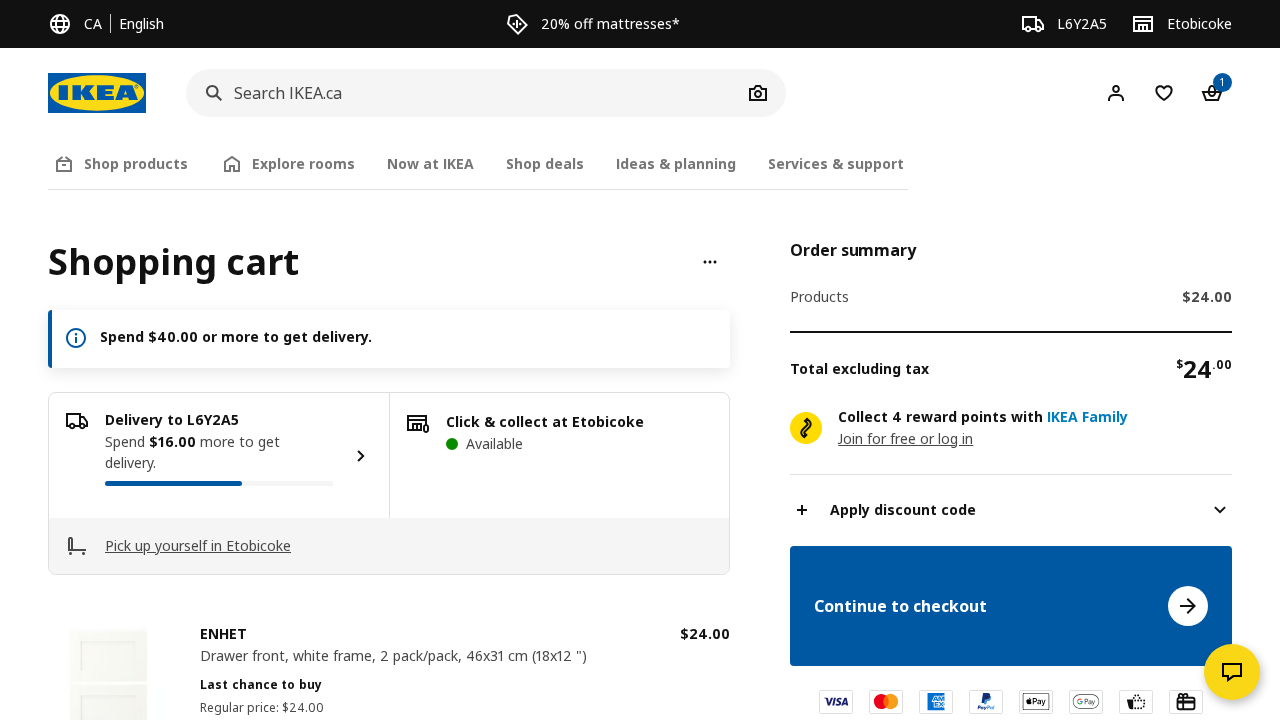 CA
English
20% off mattresses*
L6Y2A5
Etobicoke
IKEA
Search IKEA.ca
1
Shop products
Explore rooms
Now at IKEA
Shop deals
Ideas & planning
Services & support
Shopping cart
Spend $40.00 or more to get delivery.
Delivery to L6Y2A5
Spend $16.00 more to get
delivery.
Click & collect at Etobicoke
Available
Pick up yourself in Etobicoke
ENHET
$24.00
Drawer front, white frame, 2 pack/pack, 46x31 cm (18x12 ")
Last chance to buy
Regular price: $24.00
Order summary
Products
$24.00
Total excluding tax
$24.00
Collect 4 reward points with IKEA Family
Join for free or log in
Apply discount code
Continue to checkout
VISA
AMEX
PayPal
Pay
G Pay